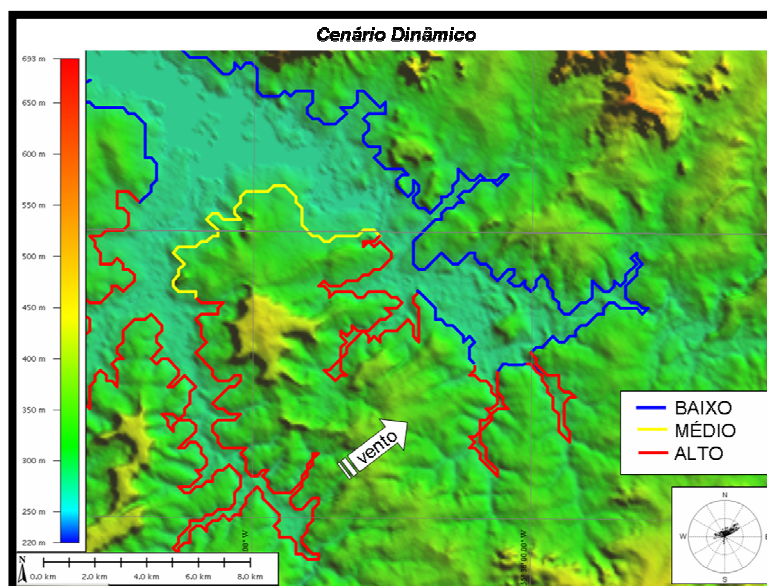 Cenário Dinâmico
693 m
650 m
600 m
550 m
500 m
450 m
400 m
350 m
300 m
250 m
220 m
vento
BAIXO
MÉDIO
ALTO
N
W
S
N
0.0 km 2.0 km 4.0 km 6.0 km 8.0 km